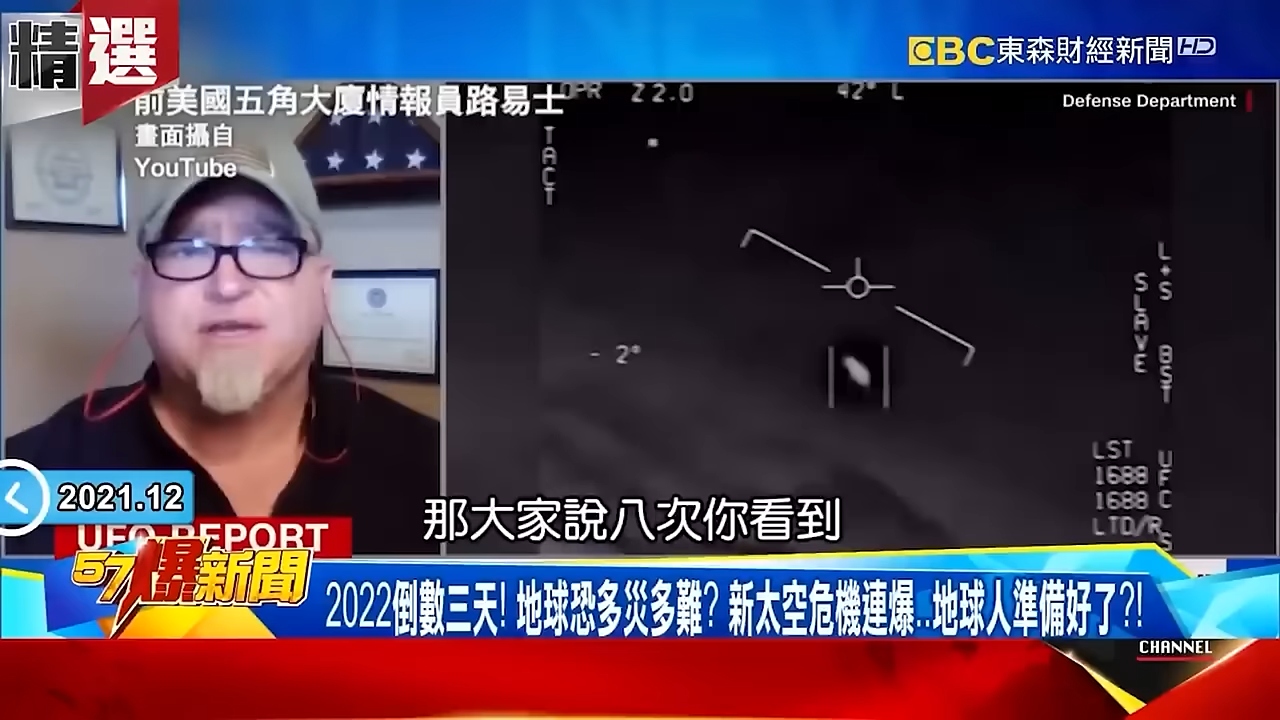 精選
EBC東森財經新聞HD
前美國五角大廈情報員路易士
畫面攝自
YouTube
OPR Z2.0 42° L
Defense Department
TACT
L+S BST
SLAVE
- 2°
LST
1688
1688
LTD/R
UFCS
2021.12
UFO REPORT
那大家說八次你看到
57爆新聞
2022倒數三天! 地球恐多災多難? 新太空危機連爆..地球人準備好了?!
CHANNEL